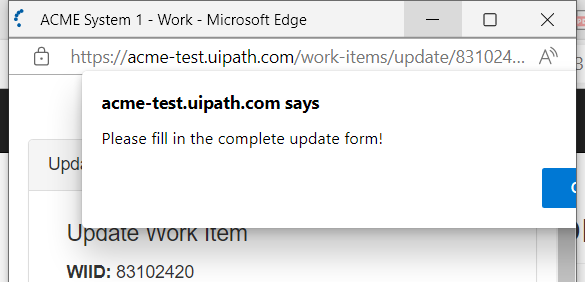 ACME System 1 - Work - Microsoft Edge
https://acme-test.uipath.com/work-items/update/831024...
acme-test.uipath.com says
Please fill in the complete update form!
Upda
Update Work Item
WIID: 83102420